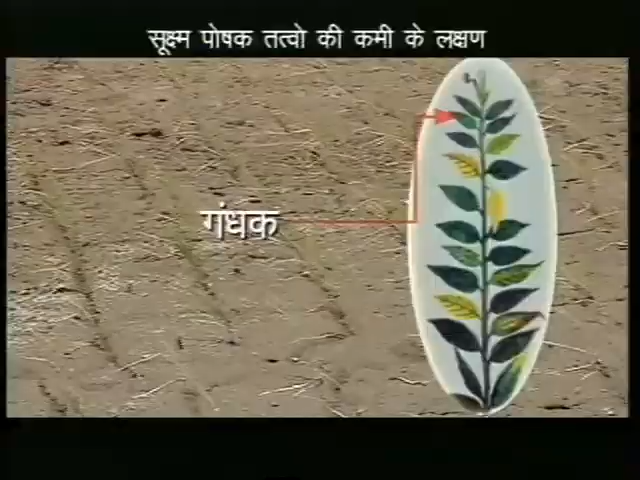 सूक्ष्म पोषक तत्वो की कमी के लक्षण
गंधक